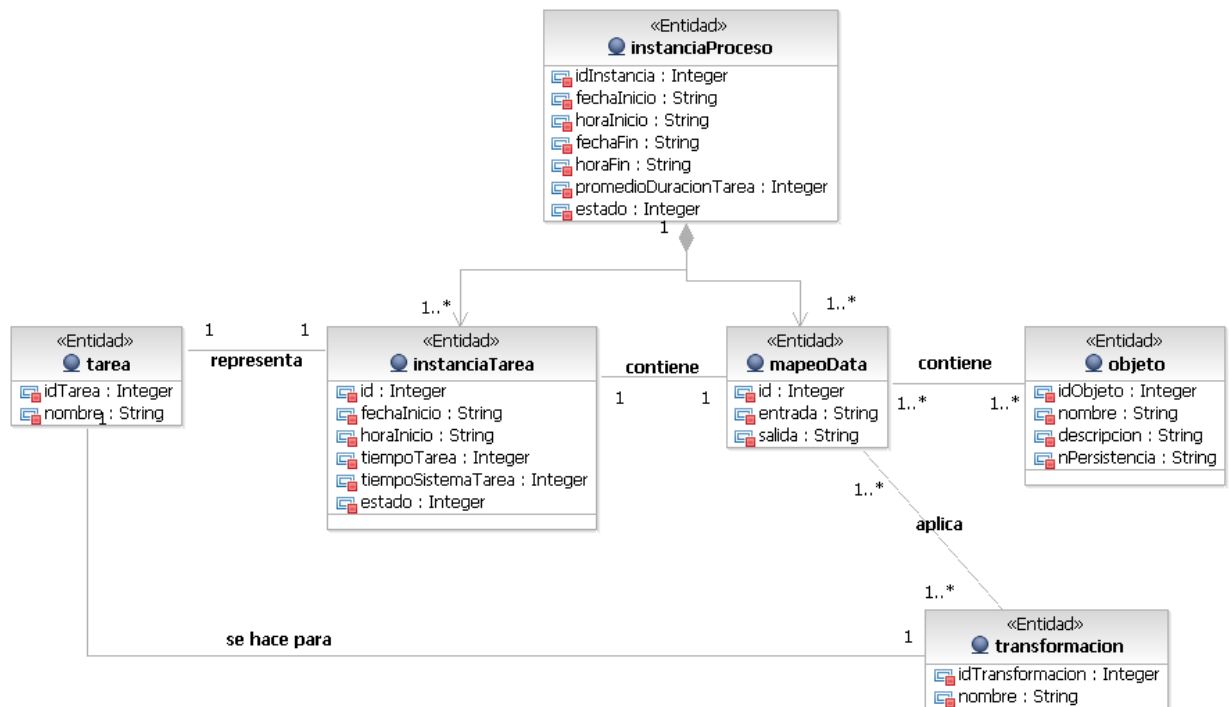 «Entidad»
instanciaProceso
idInstancia : Integer
fechaInicio : String
horaInicio : String
fechaFin : String
horaFin : String
promedioDuracionTarea : Integer
estado : Integer
1
1..*
1..*
«Entidad»
tarea
idTarea : Integer
nombre : String
1
1
representa
1
«Entidad»
instanciaTarea
id : Integer
fechaInicio : String
horaInicio : String
tiempoTarea : Integer
tiempoSistemaTarea : Integer
estado : Integer
contiene
1
1
«Entidad»
mapeoData
id : Integer
entrada : String
salida : String
contiene
1..*
1..*
«Entidad»
objeto
idObjeto : Integer
nombre : String
descripcion : String
nPersistencia : String
1..*
aplica
1..*
se hace para
1
«Entidad»
transformacion
idTransformacion : Integer
nombre : String